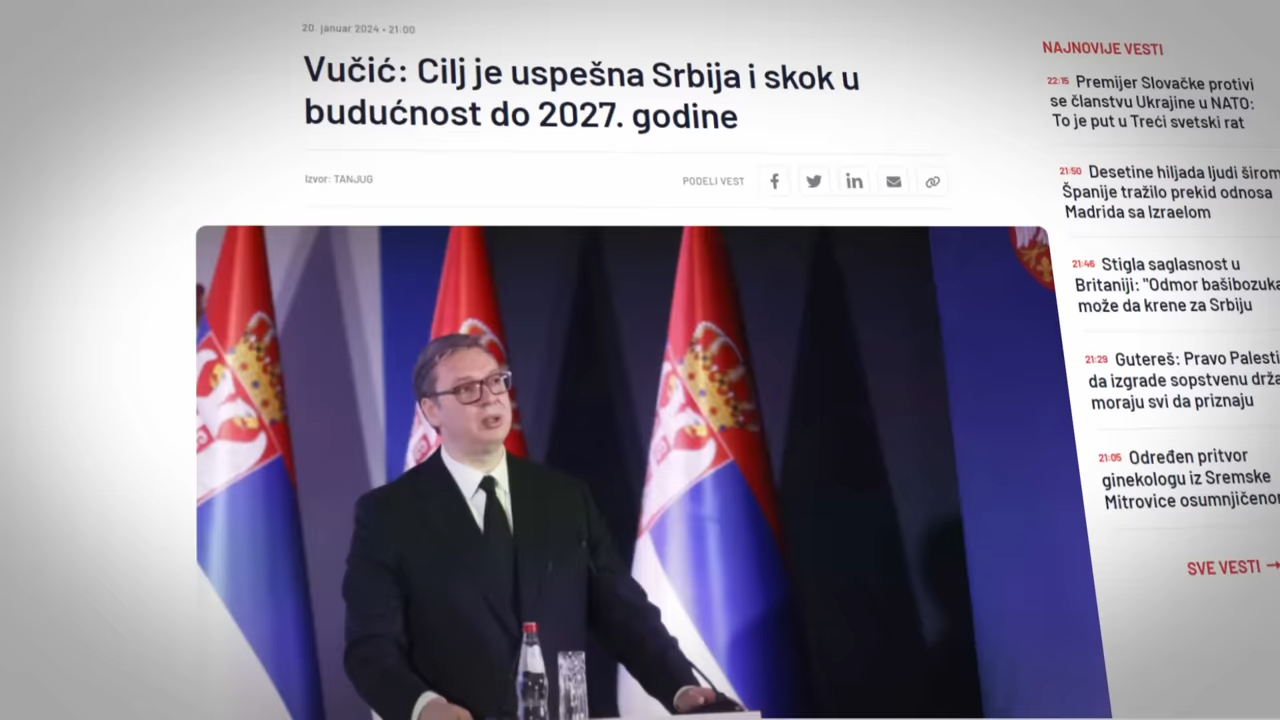 20. januar 2024 • 21:00
Vučić: Cilj je uspešna Srbija i skok u
budućnost do 2027. godine
Izvor: TANJUG
PODELI VEST
NAJNOVIJE VESTI
22:15 Premijer Slovačke protivi
se članstvu Ukrajine u NATO:
To je put u Treći svetski rat
21:50 Desetine hiljada ljudi širom
Španije tražilo prekid odnosa
Madrida sa Izraelom
21:46 Stigla saglasnost u
Britaniji: "Odmor bašibozuka
može da krene za Srbiju
21:29 Gutereš: Pravo Palesti
da izgrade sopstvenu drža
moraju svi da priznaju
21:05 Određen pritvor
ginekologu iz Sremske
Mitrovice osumnjičeno
SVE VESTI →